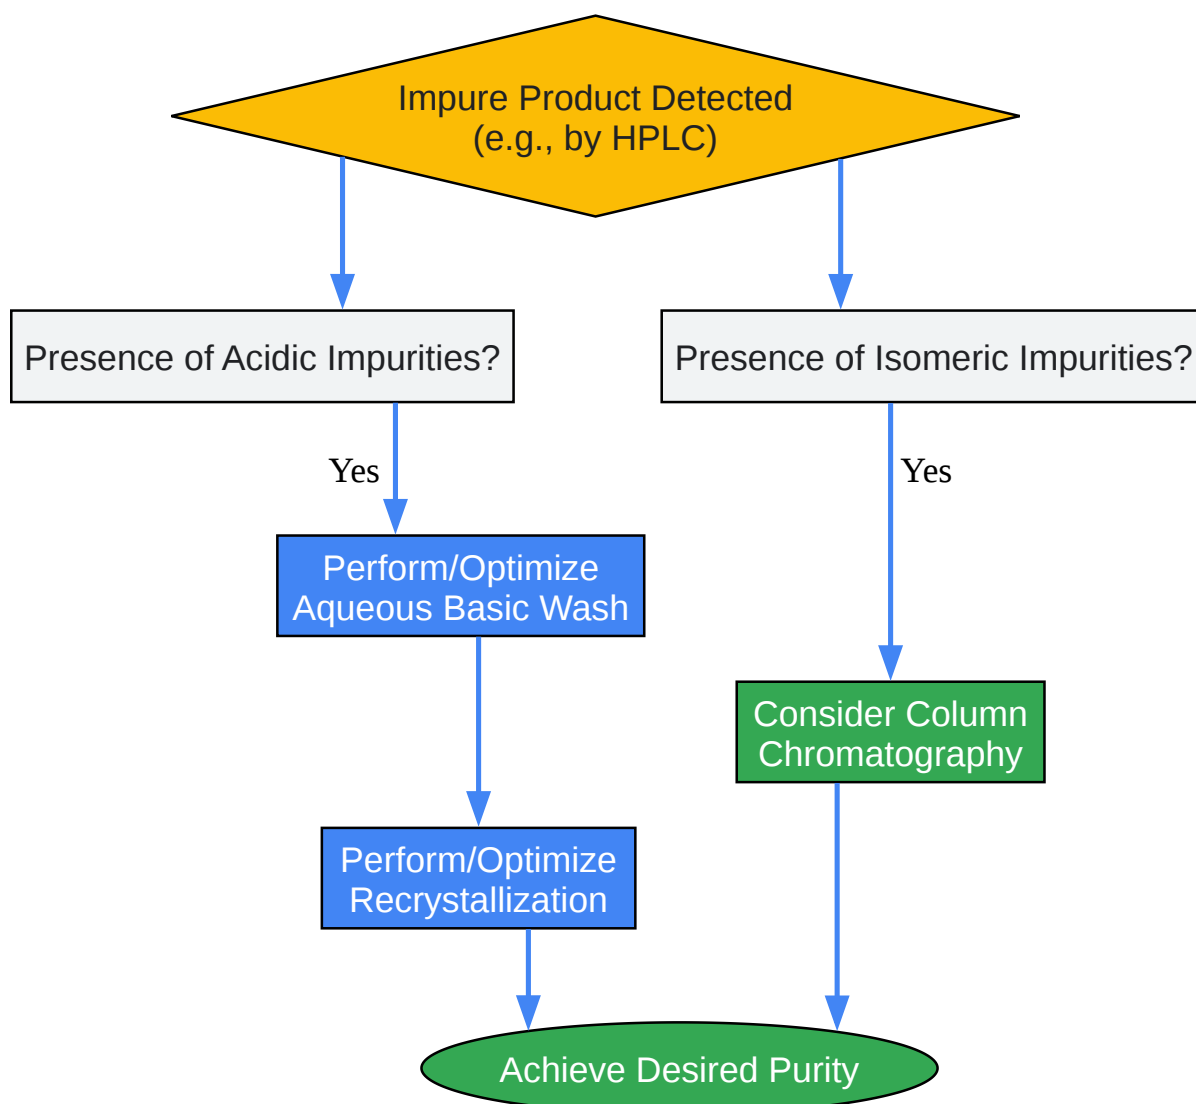 Impure Product Detected
(e.g., by HPLC)
Presence of Acidic Impurities?
Presence of Isomeric Impurities?
Yes
Yes
Perform/Optimize
Aqueous Basic Wash
Consider Column
Chromatography
Perform/Optimize
Recrystallization
Achieve Desired Purity